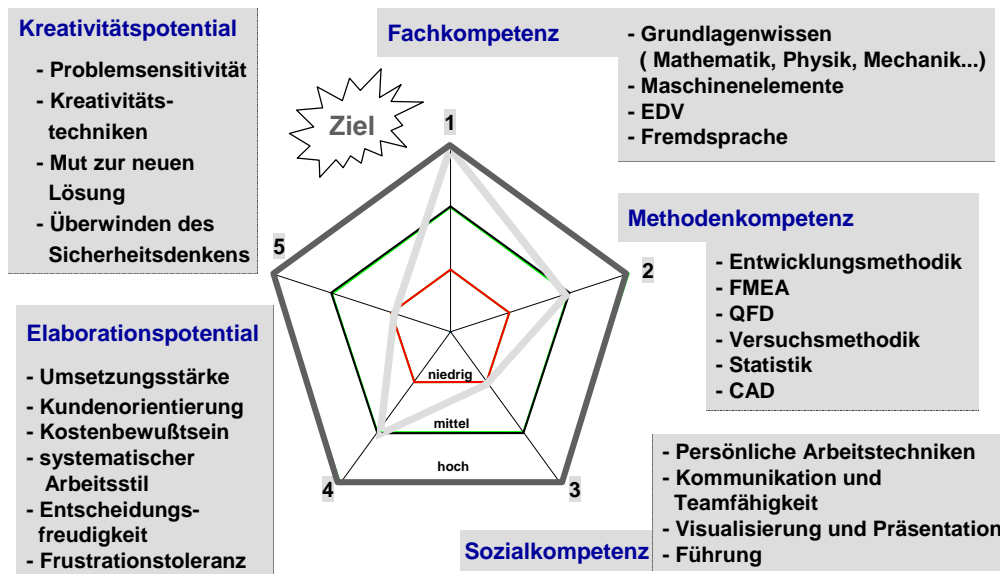 Kreativitätspotential
- Problemsensitivität
- Kreativitäts-
techniken
- Mut zur neuen
Lösung
- Überwinden des
Sicherheitsdenkens
Fachkompetenz
- Grundlagenwissen
( Mathematik, Physik, Mechanik...)
- Maschinenelemente
- EDV
- Fremdsprache
Ziel
1
5
2
niedrig
mittel
hoch
4
3
Methodenkompetenz
- Entwicklungsmethodik
- FMEA
- QFD
- Versuchsmethodik
- Statistik
- CAD
Elaborationspotential
- Umsetzungsstärke
- Kundenorientierung
- Kostenbewußtsein
- systematischer
Arbeitsstil
- Entscheidungs-
freudigkeit
- Frustrationstoleranz
Sozialkompetenz
- Persönliche Arbeitstechniken
- Kommunikation und
Teamfähigkeit
- Visualisierung und Präsentation
- Führung